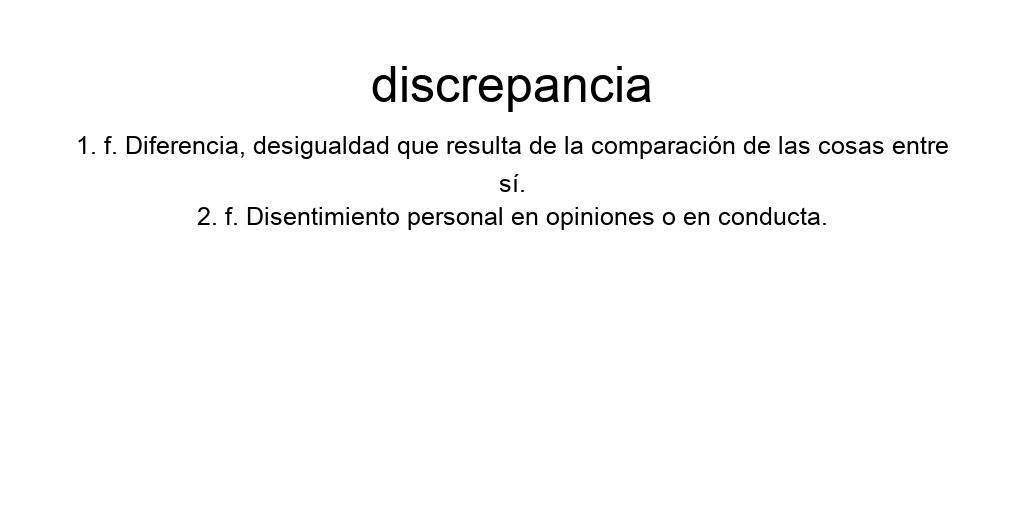 discrepancia
1. f. Diferencia, desigualdad que resulta de la comparación de las cosas entre
sí.
2. f. Disentimiento personal en opiniones o en conducta.